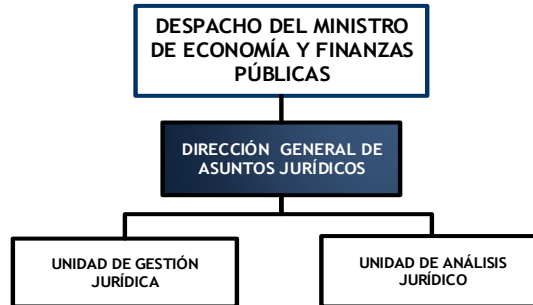 DESPACHO DEL MINISTRO
DE ECONOMÍA Y FINANZAS
PÚBLICAS
DIRECCIÓN GENERAL DE
ASUNTOS JURÍDICOS
UNIDAD DE GESTIÓN
JURÍDICA
UNIDAD DE ANÁLISIS
JURÍDICO